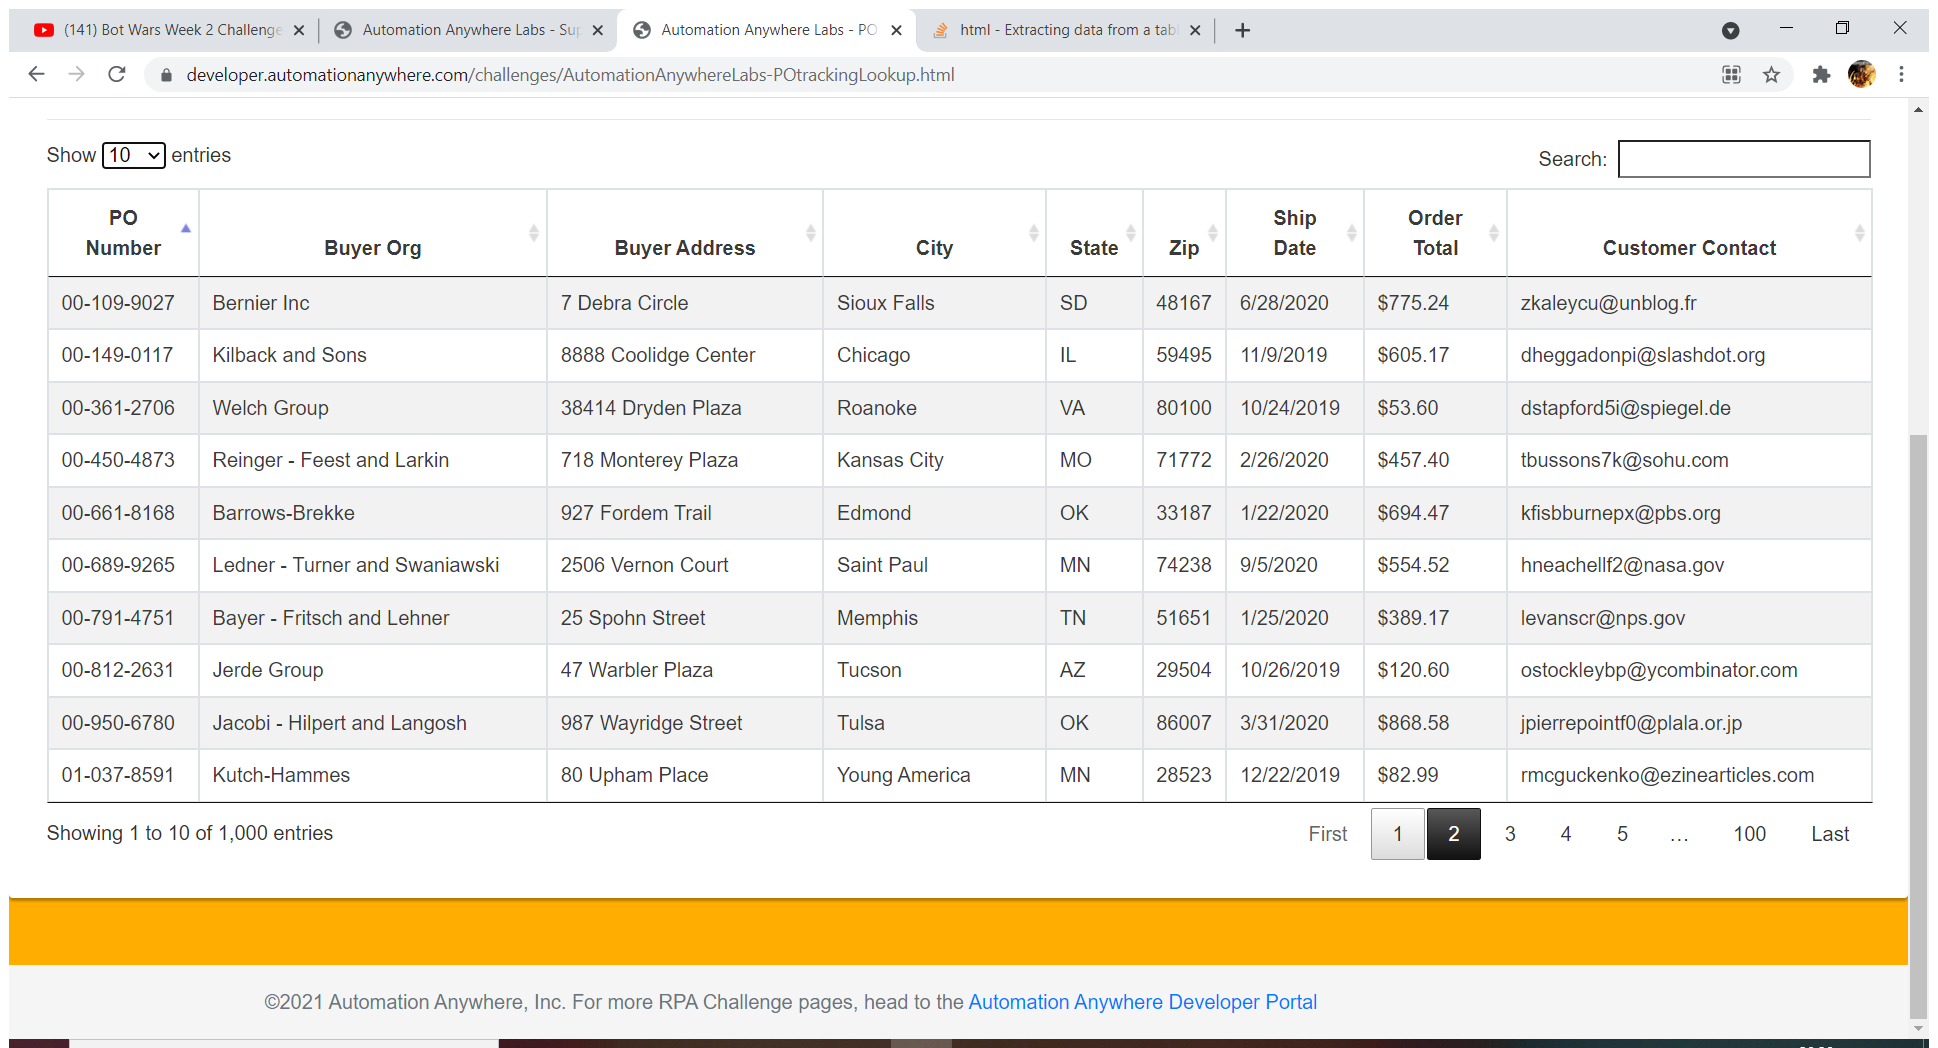 (141) Bot Wars Week 2 Challenge
Automation Anywhere Labs - Sup
Automation Anywhere Labs - PO
html - Extracting data from a tab
developer.automationanywhere.com/challenges/AutomationAnywhereLabs-POtrackingLookup.html
Show 10 entries Search:
PO Number Buyer Org Buyer Address City State Zip Ship Date Order Total Customer Contact
00-109-9027 Bernier Inc 7 Debra Circle Sioux Falls SD 48167 6/28/2020 $775.24 zkaleycu@unblog.fr
00-149-0117 Kilback and Sons 8888 Coolidge Center Chicago IL 59495 11/9/2019 $605.17 dheggadonpi@slashdot.org
00-361-2706 Welch Group 38414 Dryden Plaza Roanoke VA 80100 10/24/2019 $53.60 dstapford5i@spiegel.de
00-450-4873 Reinger - Feest and Larkin 718 Monterey Plaza Kansas City MO 71772 2/26/2020 $457.40 tbussons7k@sohu.com
00-661-8168 Barrows-Brekke 927 Fordem Trail Edmond OK 33187 1/22/2020 $694.47 kfisbburnepx@pbs.org
00-689-9265 Ledner - Turner and Swaniawski 2506 Vernon Court Saint Paul MN 74238 9/5/2020 $554.52 hneachellf2@nasa.gov
00-791-4751 Bayer - Fritsch and Lehner 25 Spohn Street Memphis TN 51651 1/25/2020 $389.17 levanscr@nps.gov
00-812-2631 Jerde Group 47 Warbler Plaza Tucson AZ 29504 10/26/2019 $120.60 ostockleybp@ycombinator.com
00-950-6780 Jacobi - Hilpert and Langosh 987 Wayridge Street Tulsa OK 86007 3/31/2020 $868.58 jpierrepointf0@plala.or.jp
01-037-8591 Kutch-Hammes 80 Upham Place Young America MN 28523 12/22/2019 $82.99 rmcguckenko@ezinearticles.com
Showing 1 to 10 of 1,000 entries First 1 2 3 4 5 … 100 Last
©2021 Automation Anywhere, Inc. For more RPA Challenge pages, head to the Automation Anywhere Developer Portal